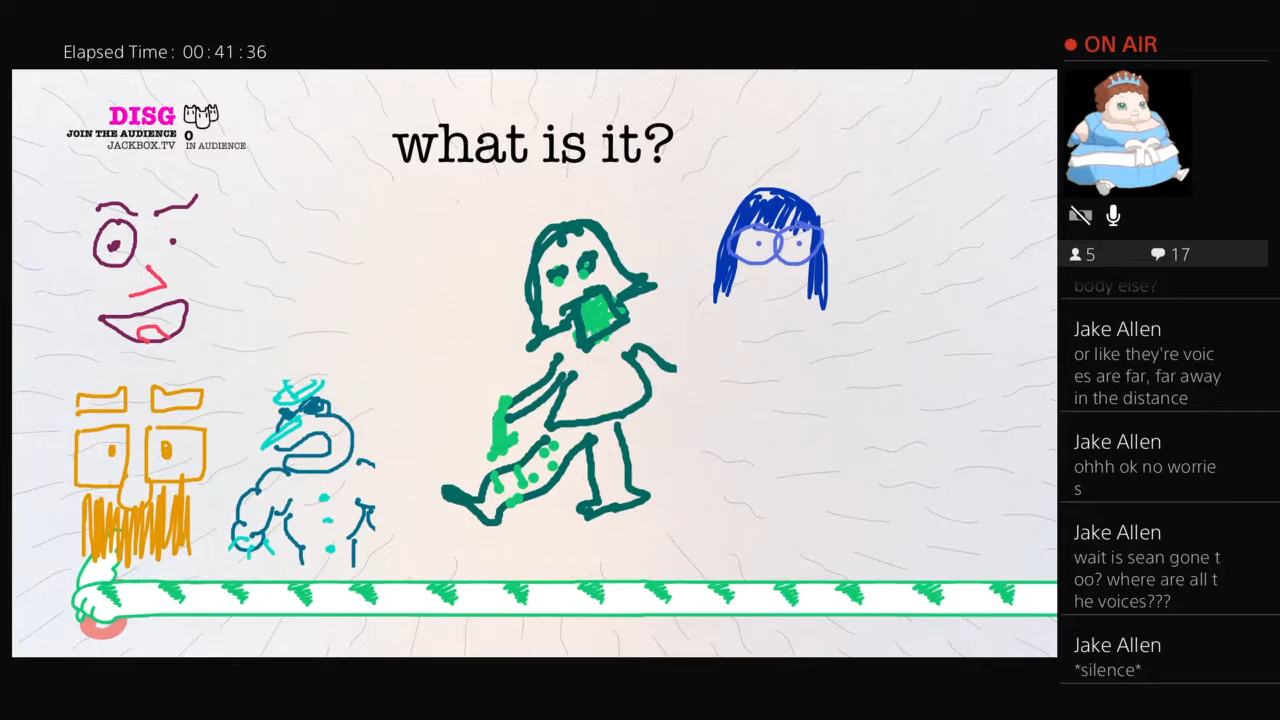 Elapsed Time: 00:41:36
ON AIR
DISG
JOIN THE AUDIENCE
0
JACKBOX.TV
IN AUDIENCE
what is it?
5
17
body else?
Jake Allen
or like they're voic
es are far, far away
in the distance
Jake Allen
ohhh ok no worrie
s
Jake Allen
wait is sean gone t
oo? where are all t
he voices???
Jake Allen
*silence*